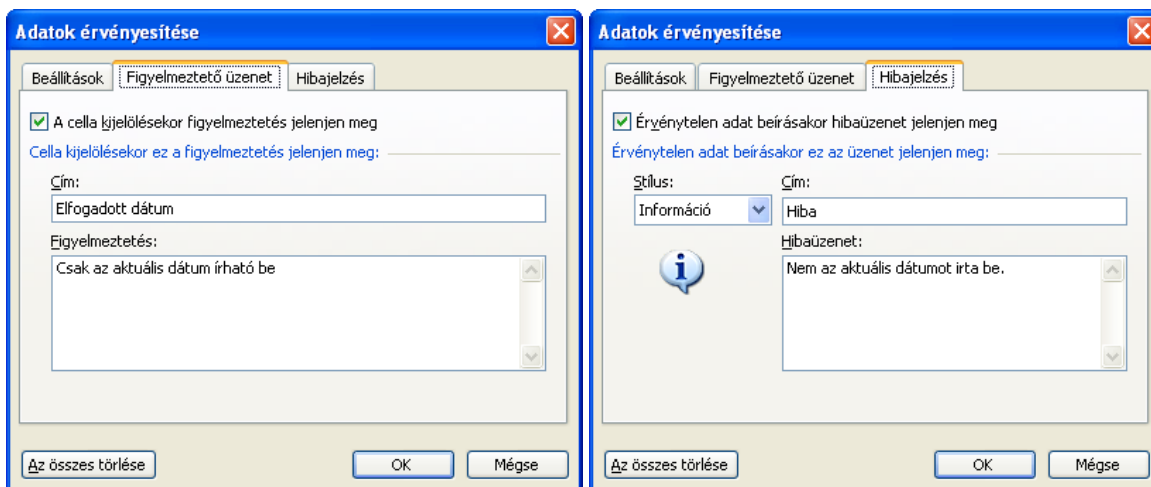 Adatok érvényesítése
Beállítások Figyelmeztető üzenet Hibajelzés
A cella kijelölésekor figyelmeztetés jelenjen meg
Cella kijelölésekor ez a figyelmeztetés jelenjen meg:
Cím:
Elfogadott dátum
Figyelmeztetés:
Csak az aktuális dátum írható be
Az összes törlése OK Mégse
Adatok érvényesítése
Beállítások Figyelmeztető üzenet Hibajelzés
Érvénytelen adat beírásakor hibaüzenet jelenjen meg
Érvénytelen adat beírásakor ez az üzenet jelenjen meg:
Stílus: Cím:
Információ Hiba
Hibaüzenet:
Nem az aktuális dátumot irta be.
Az összes törlése OK Mégse